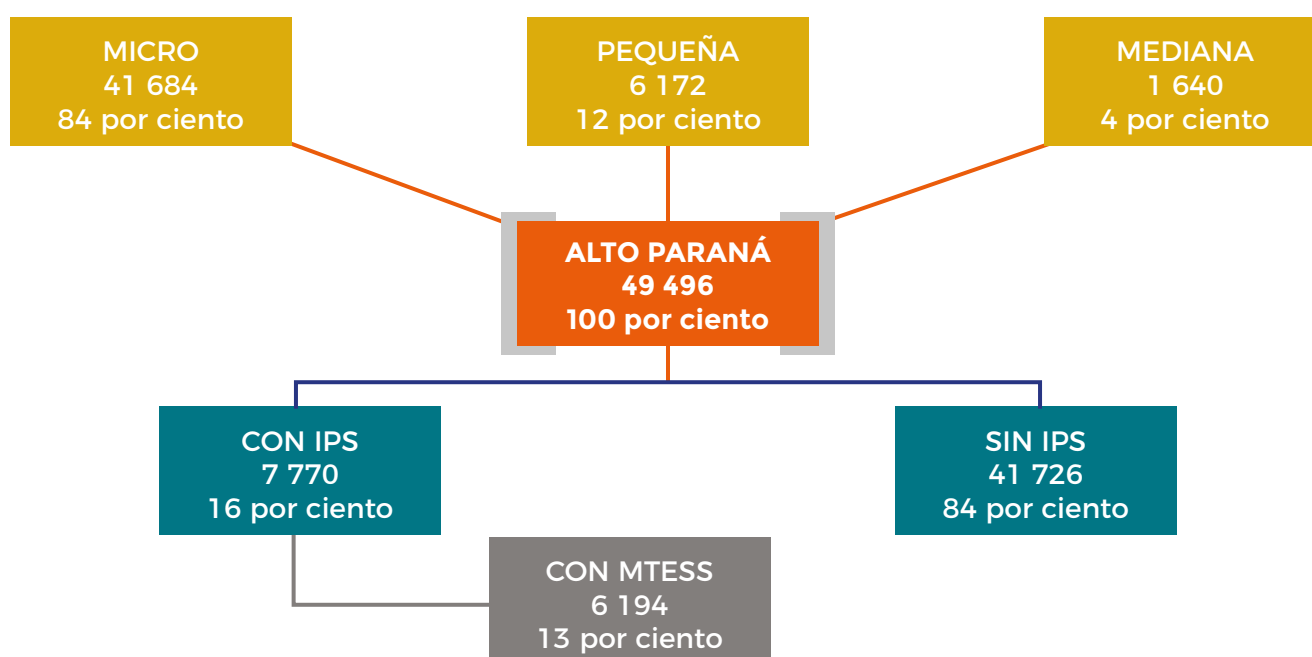 MICRO
41 684
84 por ciento
PEQUEÑA
6 172
12 por ciento
MEDIANA
1 640
4 por ciento
ALTO PARANÁ
49 496
100 por ciento
CON IPS
7 770
16 por ciento
SIN IPS
41 726
84 por ciento
CON MTESS
6 194
13 por ciento